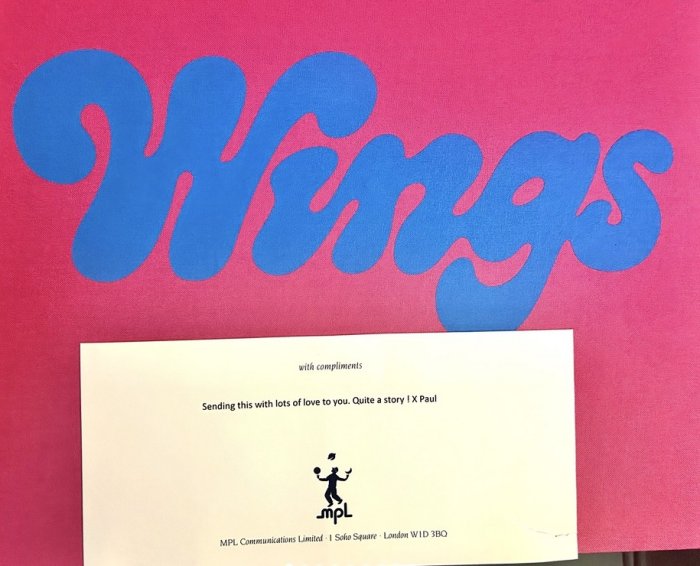 Wings
with compliments
Sending this with lots of love to you. Quite a story ! X Paul
mpL
MPL Communications Limited · 1 Soho Square · London W1D 3BQ